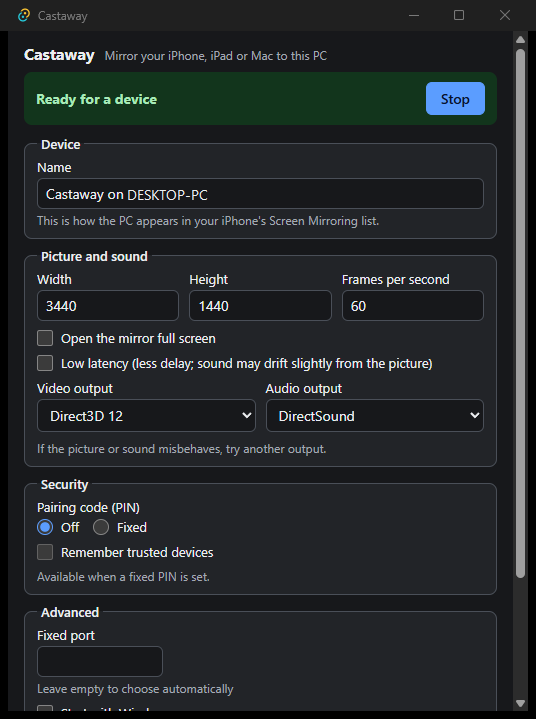 Castaway
Castaway Mirror your iPhone, iPad or Mac to this PC
Ready for a device
Stop
Device
Name
Castaway on DESKTOP-PC
This is how the PC appears in your iPhone's Screen Mirroring list.
Picture and sound
Width Height Frames per second
3440 1440 60
Open the mirror full screen
Low latency (less delay; sound may drift slightly from the picture)
Video output Audio output
Direct3D 12 DirectSound
If the picture or sound misbehaves, try another output.
Security
Pairing code (PIN)
Off Fixed
Remember trusted devices
Available when a fixed PIN is set.
Advanced
Fixed port
Leave empty to choose automatically